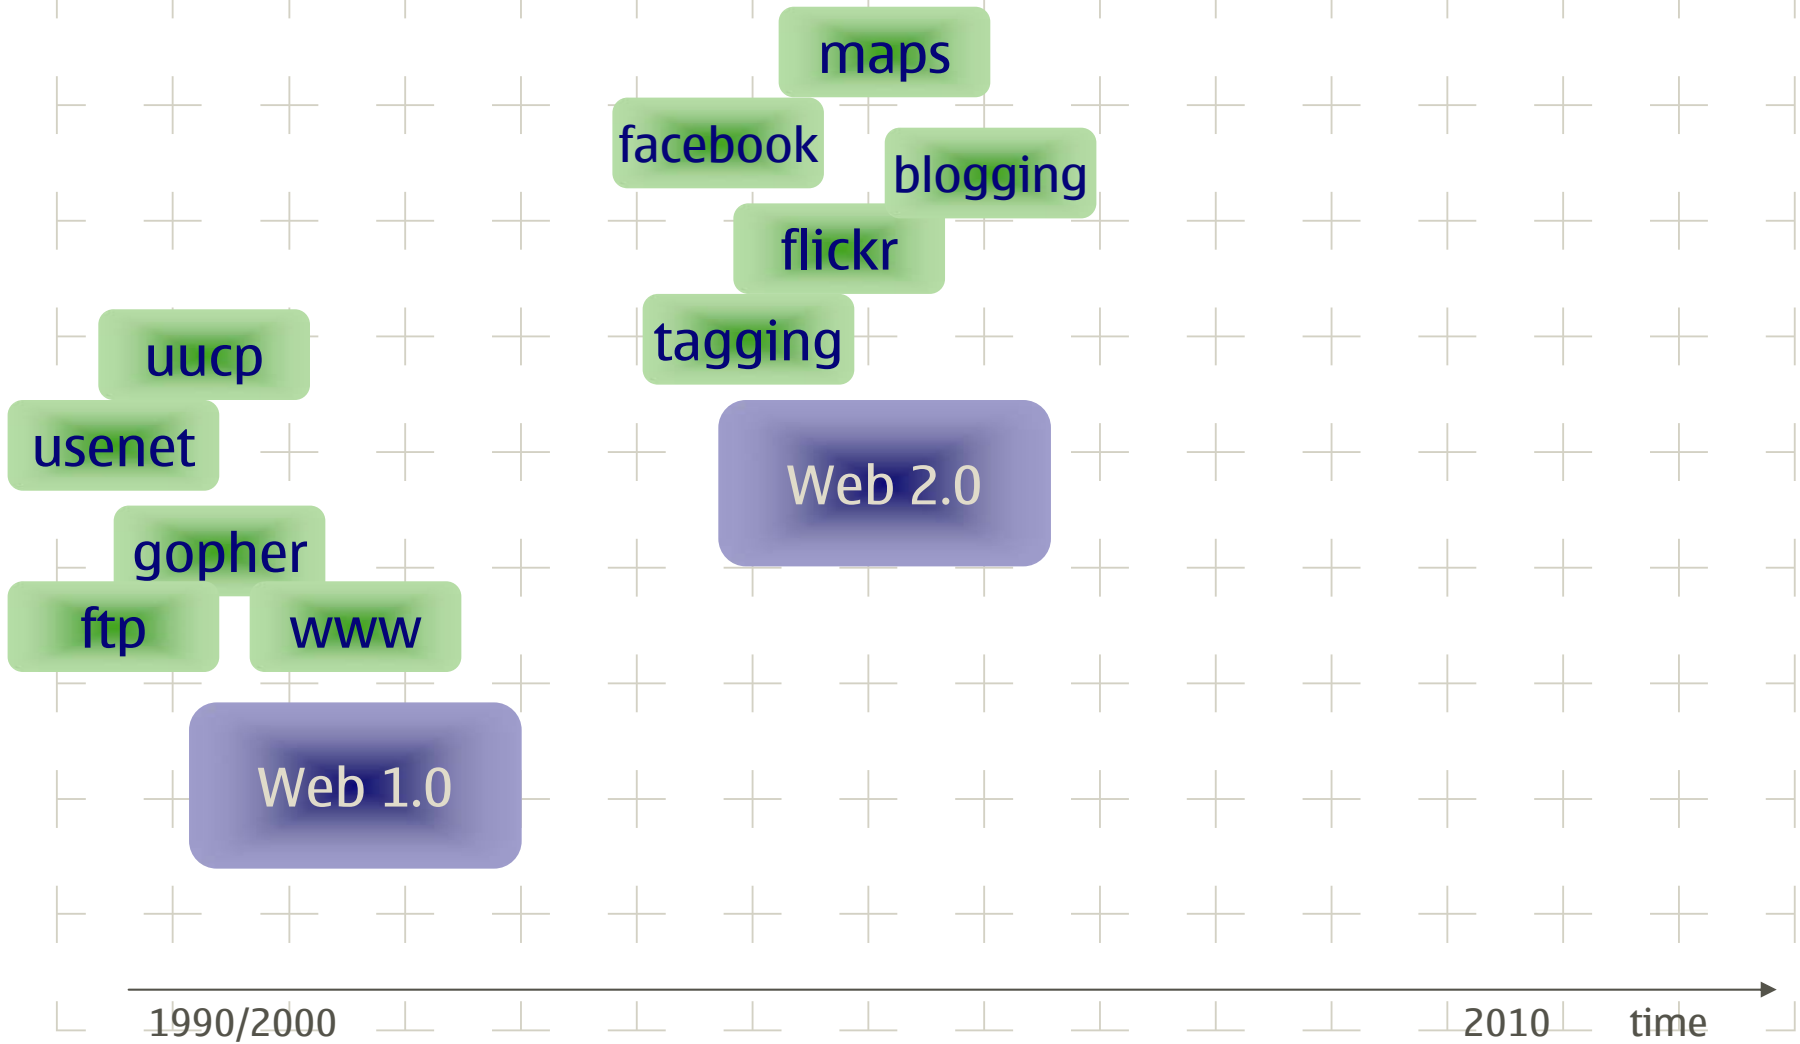 maps
facebook
blogging
flickr
tagging
uucp
usenet
gopher
ftp
www
Web 2.0
Web 1.0
1990/2000
2010
time